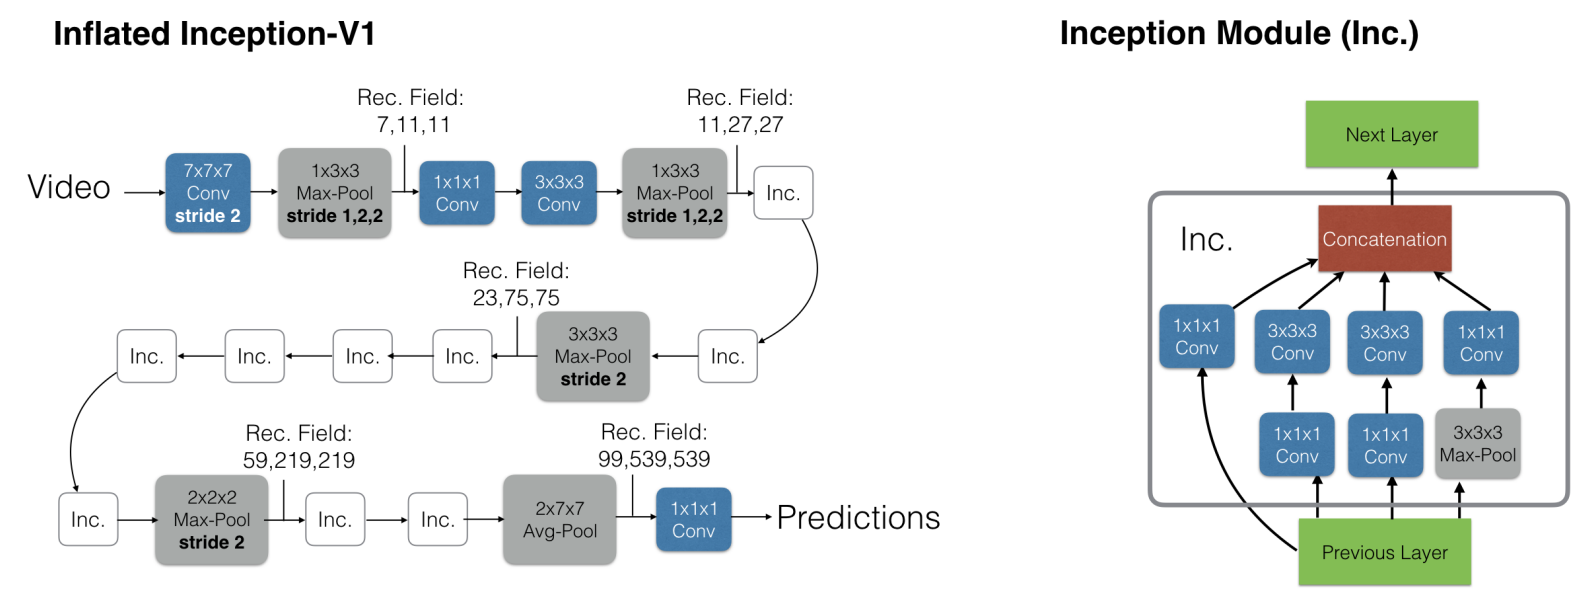 Inflated Inception-V1
Rec. Field:
7,11,11
Rec. Field:
11,27,27
Video
7x7x7
Conv
stride 2
1x3x3
Max-Pool
stride 1,2,2
1x1x1
Conv
3x3x3
Conv
1x3x3
Max-Pool
stride 1,2,2
Inc.
Rec. Field:
23,75,75
Inc.
3x3x3
Max-Pool
stride 2
Inc.
Inc.
Inc.
Inc.
Rec. Field:
59,219,219
Rec. Field:
99,539,539
Inc.
2x2x2
Max-Pool
stride 2
Inc.
Inc.
2x7x7
Avg-Pool
1x1x1
Conv
Predictions
Inception Module (Inc.)
Next Layer
Inc.
Concatenation
1x1x1
Conv
3x3x3
Conv
3x3x3
Conv
1x1x1
Conv
1x1x1
Conv
1x1x1
Conv
3x3x3
Max-Pool
Previous Layer